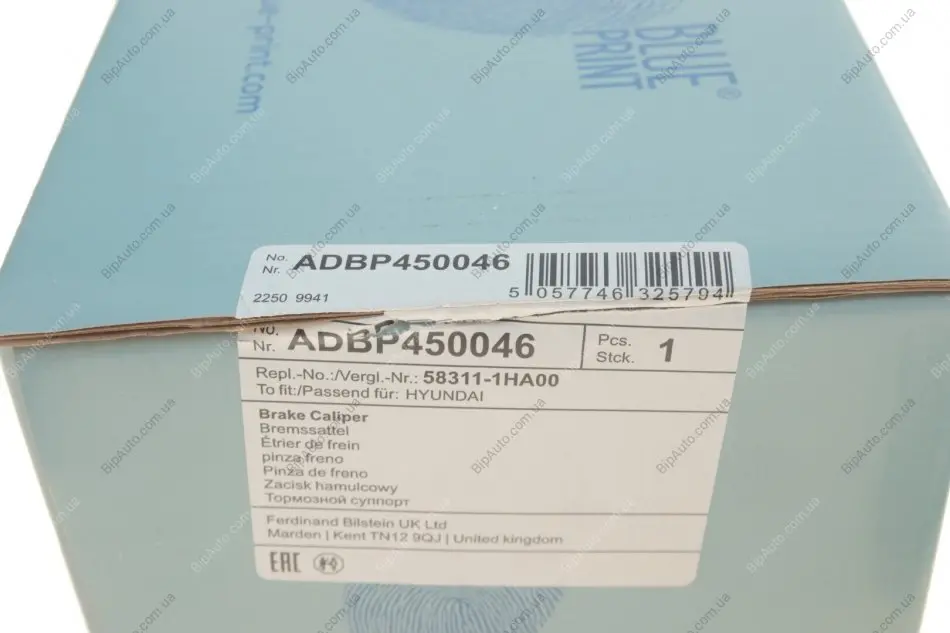 BLUE
PRINT®
-print.com
No.
Nr. ADBP450046
2250 9941
5 057746 325794
No.
Nr. ADBP450046
Pcs.
Stck. 1
Repl.-No.:/Vergl.-Nr.: 58311-1HA00
To fit:/Passend für: HYUNDAI
Brake Caliper
Bremssattel
Étrier de frein
pinza freno
Pinza de freno
Zacisk hamulcowy
Тормозной суппорт
Ferdinand Bilstein UK Ltd
Marden | Kent TN12 9QJ | United kingdom
EAC
BipAuto.com.ua